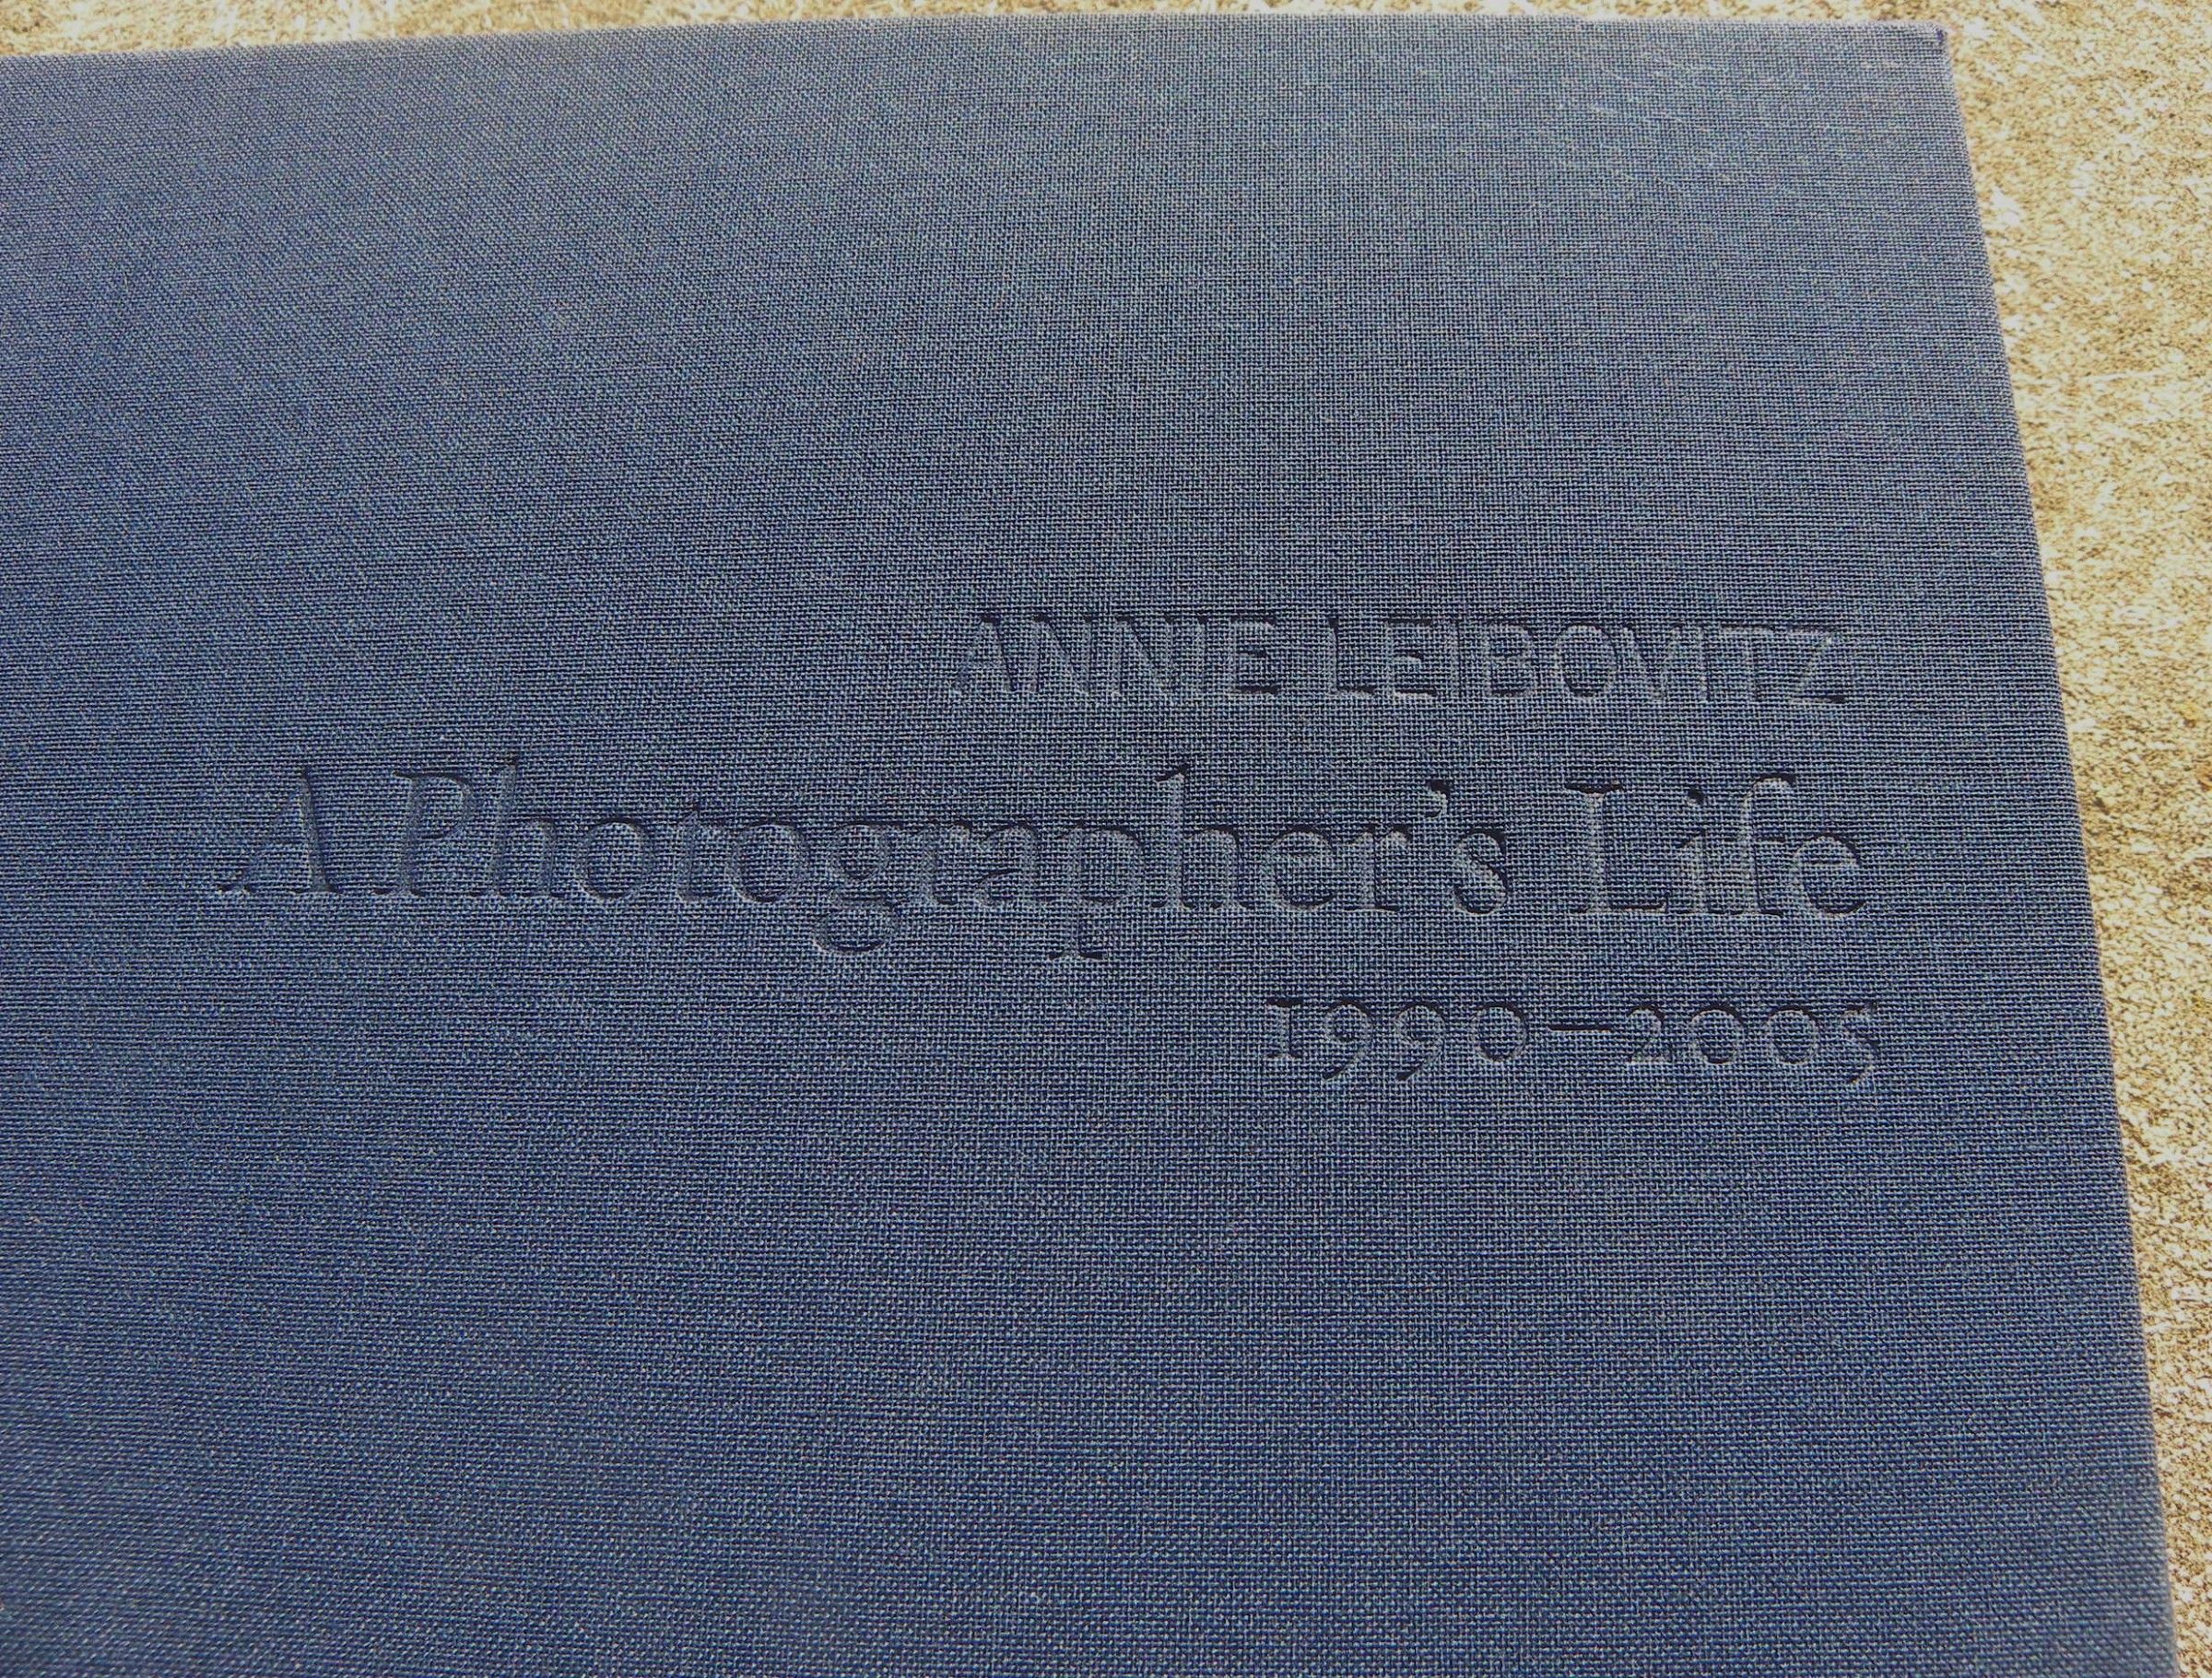 ANNIE LEIBOVITZ
A Photographer's Life
1990–2005